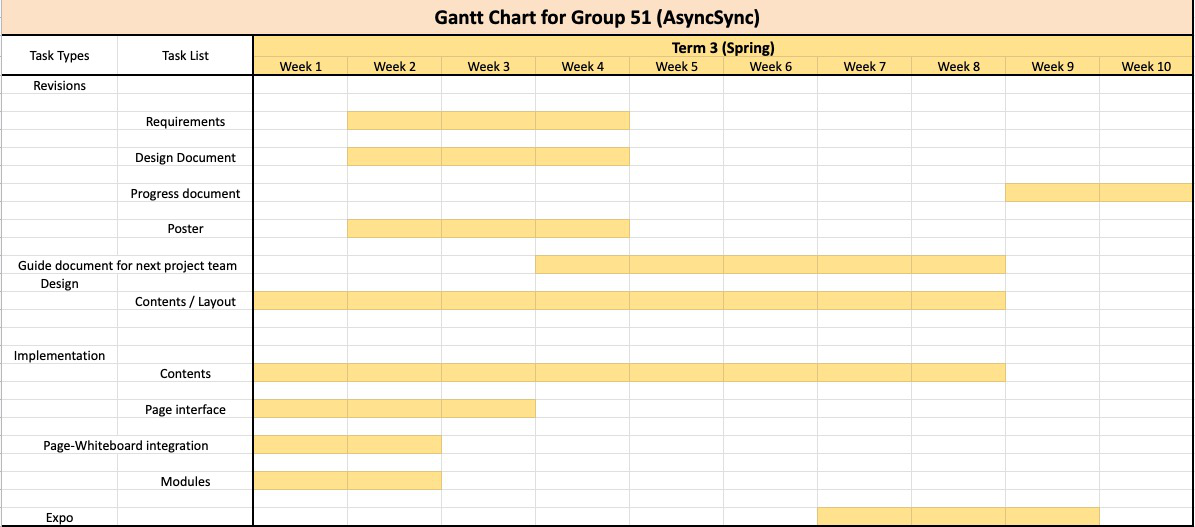 Gantt Chart for Group 51 (AsyncSync)
Task Types Task List Term 3 (Spring)
Week 1 Week 2 Week 3 Week 4 Week 5 Week 6 Week 7 Week 8 Week 9 Week 10
Revisions
Requirements
Design Document
Progress document
Poster
Guide document for next project team
Design
Contents / Layout
Implementation
Contents
Page interface
Page-Whiteboard integration
Modules
Expo